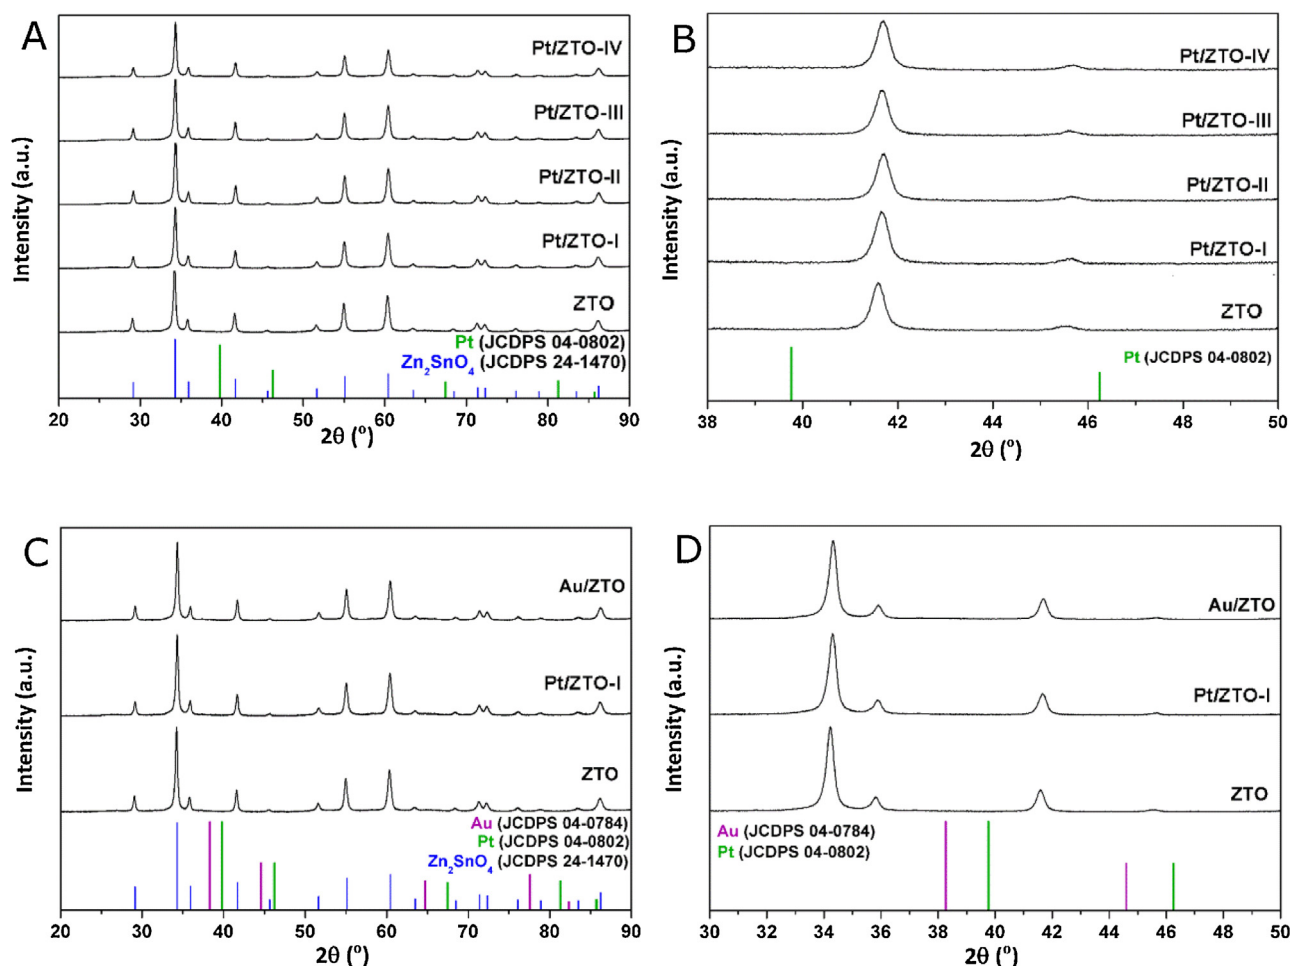 A
Pt/ZTO-IV
Pt/ZTO-III
Pt/ZTO-II
Pt/ZTO-I
ZTO
Pt (JCDPS 04-0802)
Zn₂SnO₄ (JCDPS 24-1470)
Intensity (a.u.)
20 30 40 50 60 70 80 90
2θ (º)
B
Pt/ZTO-IV
Pt/ZTO-III
Pt/ZTO-II
Pt/ZTO-I
ZTO
Pt (JCDPS 04-0802)
Intensity (a.u.)
38 40 42 44 46 48 50
2θ (º)
C
Au/ZTO
Pt/ZTO-I
ZTO
Au (JCDPS 04-0784)
Pt (JCDPS 04-0802)
Zn₂SnO₄ (JCDPS 24-1470)
Intensity (a.u.)
20 30 40 50 60 70 80 90
2θ (º)
D
Au/ZTO
Pt/ZTO-I
ZTO
Au (JCDPS 04-0784)
Pt (JCDPS 04-0802)
Intensity (a.u.)
30 32 34 36 38 40 42 44 46 48 50
2θ (º)